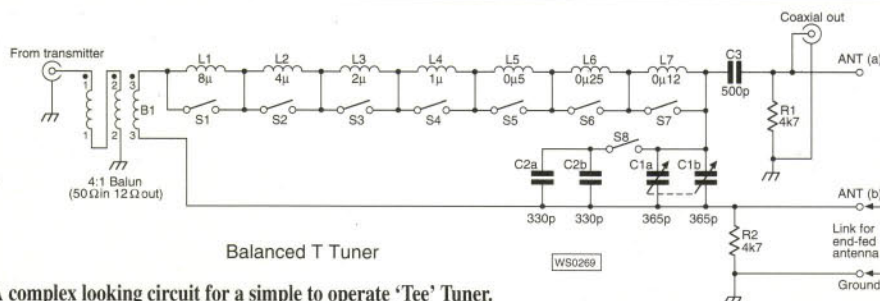 Coaxial out
From transmitter
L1
8µ
L2
4µ
L3
2µ
L4
1µ
L5
0µ5
L6
0µ25
L7
0µ12
C3
500p
ANT (a)
1
2
3
B1
1
2
3
S1
S2
S3
S4
S5
S6
S7
S8
R1
4k7
4:1 Balun
(50Ω in 12Ω out)
C2a
C2b
C1a
C1b
330p
330p
365p
365p
ANT (b)
R2
4k7
Link for
end-fed
antenna
Ground
Balanced T Tuner
WS0269
A complex looking circuit for a simple to operate ‘Tee’ Tuner.